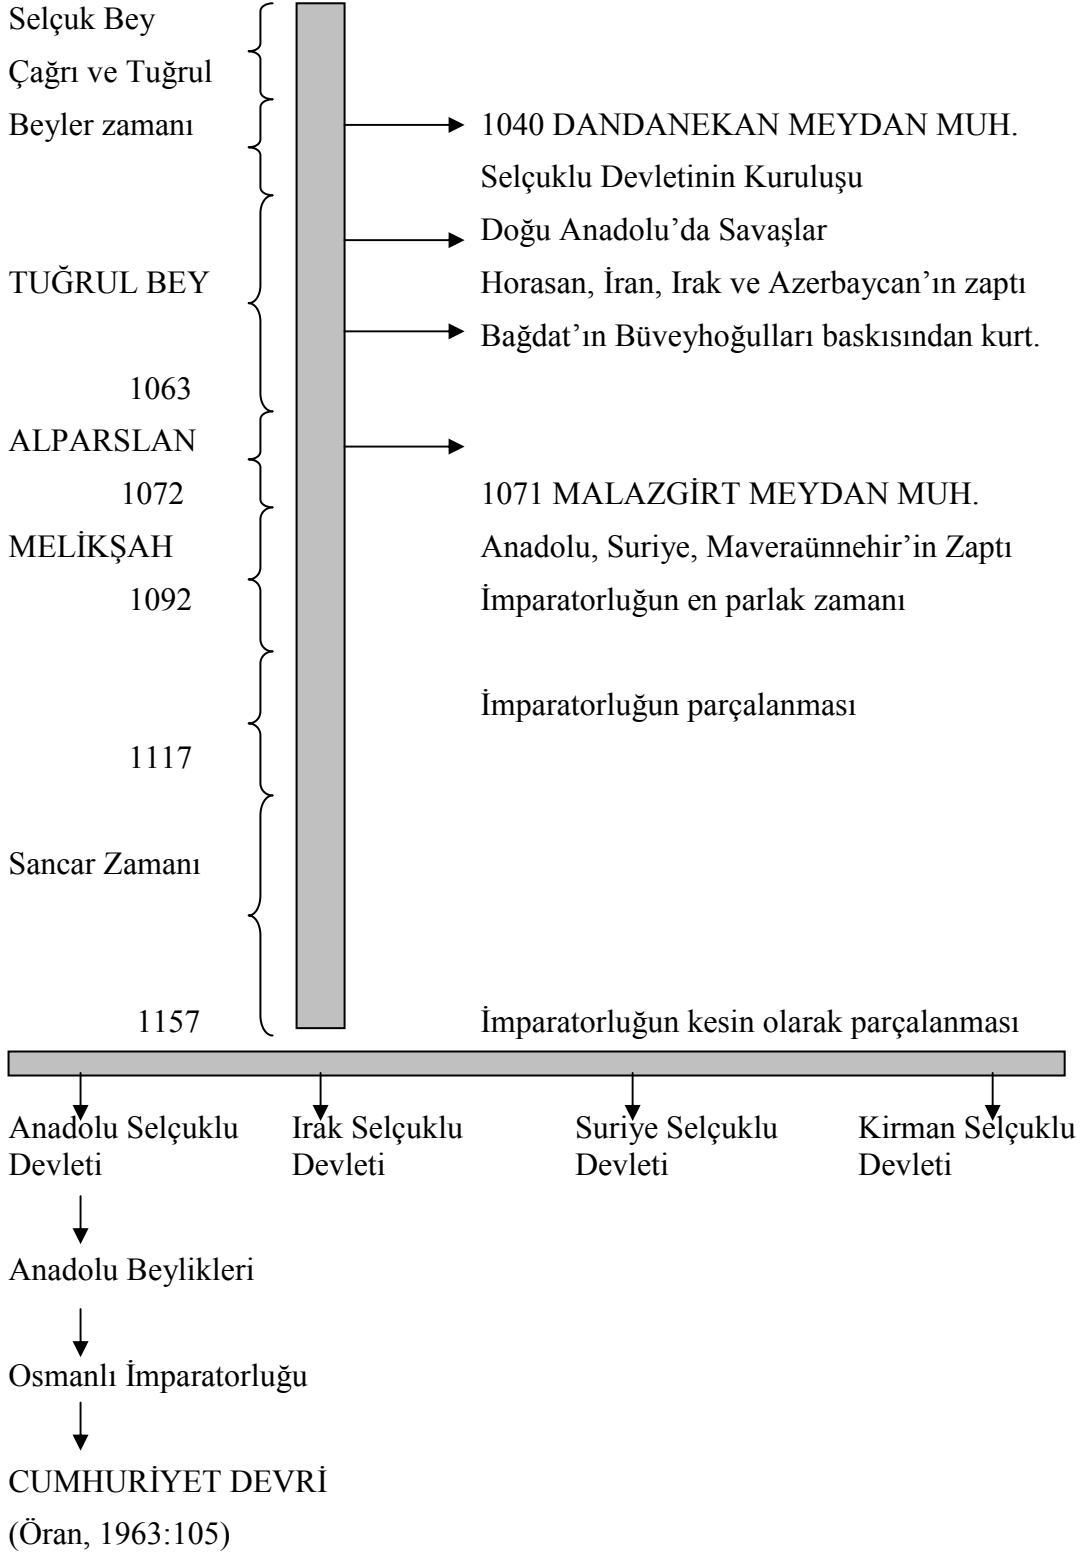 Selçuk Bey
Çağrı ve Tuğrul
Beyler zamanı
1040 DANDANEKAN MEYDAN MUH.
Selçuklu Devletinin Kuruluşu
Doğu Anadolu’da Savaşlar
TUĞRUL BEY
Horasan, İran, Irak ve Azerbaycan’ın zaptı
Bağdat’ın Büveyhoğulları baskısından kurt.
1063
ALPARSLAN
1072
1071 MALAZGİRT MEYDAN MUH.
MELİKŞAH
Anadolu, Suriye, Maveraünnehir’in Zaptı
1092
İmparatorluğun en parlak zamanı
İmparatorluğun parçalanması
1117
Sancar Zamanı
1157
İmparatorluğun kesin olarak parçalanması
Anadolu Selçuklu
Devleti
Irak Selçuklu
Devleti
Suriye Selçuklu
Devleti
Kirman Selçuklu
Devleti
Anadolu Beylikleri
Osmanlı İmparatorluğu
CUMHURİYET DEVRİ
(Öran, 1963:105)